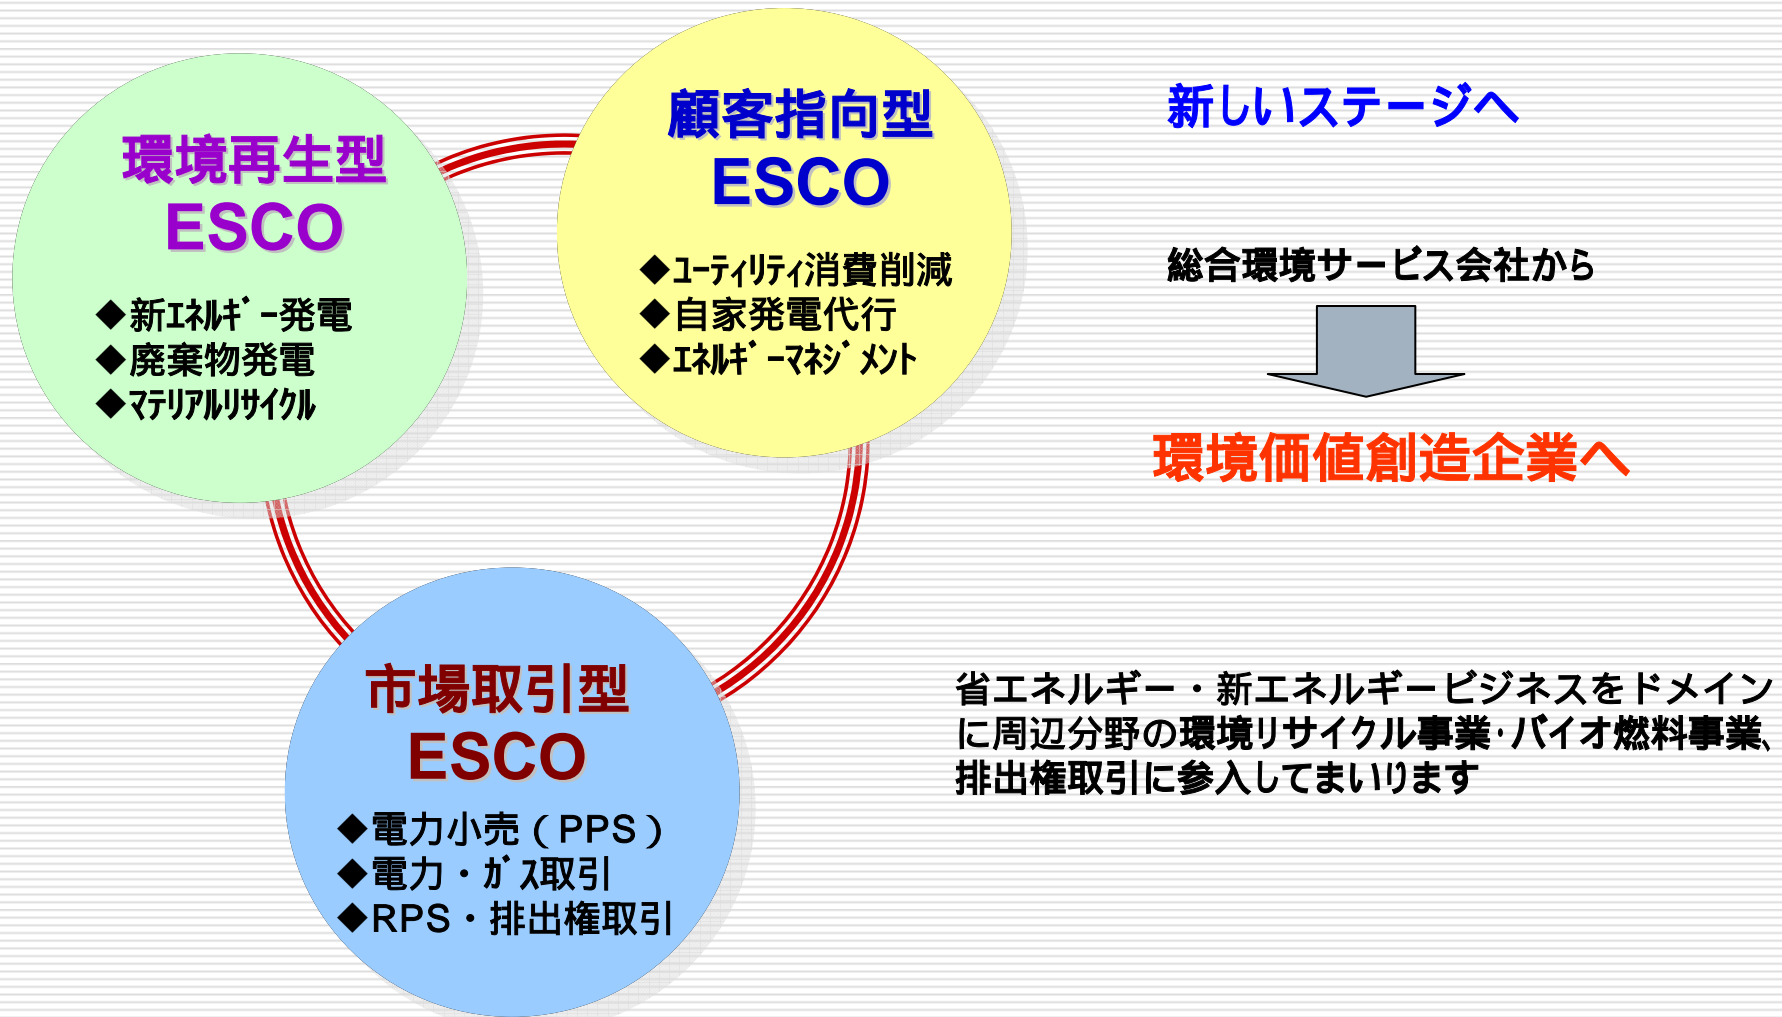 環境再生型
ESCO
◆新ｴﾈﾙｷﾞｰ発電
◆廃棄物発電
◆ﾏﾃﾘｱﾙﾘｻｲｸﾙ
顧客指向型
ESCO
◆ﾕｰﾃｨﾘﾃｨ消費削減
◆自家発電代行
◆ｴﾈﾙｷﾞｰﾏﾈｼﾞﾒﾝﾄ
市場取引型
ESCO
◆電力小売（PPS）
◆電力・ｶﾞｽ取引
◆RPS・排出権取引
新しいステージへ
総合環境サービス会社から
環境価値創造企業へ
省エネルギー・新エネルギービジネスをドメイン
に周辺分野の環境リサイクル事業･バイオ燃料事業、
排出権取引に参入してまいります